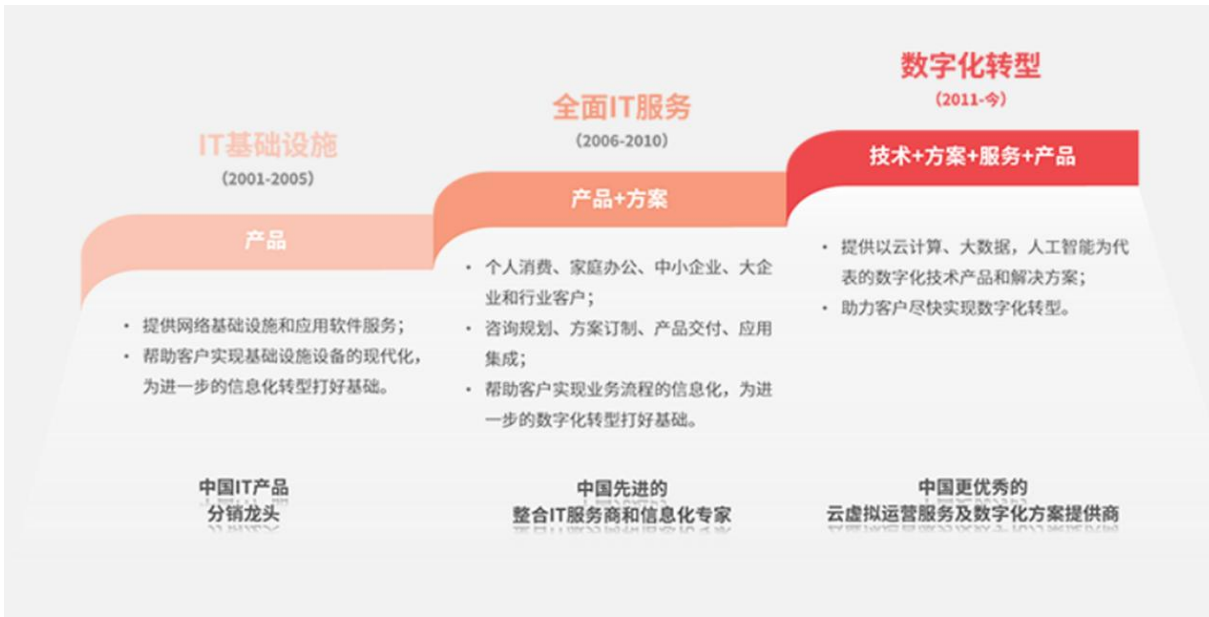 IT基础设施
（2001-2005）
产品
• 提供网络基础设施和应用软件服务；
• 帮助客户实现基础设施设备的现代化，
为进一步的信息化转型打好基础。
中国IT产品
分销龙头
全面IT服务
（2006-2010）
产品+方案
• 个人消费、家庭办公、中小企业、大企
业和行业客户；
• 咨询规划、方案订制、产品交付、应用
集成；
• 帮助客户实现业务流程的信息化，为进
一步的数字化转型打好基础。
中国先进的
整合IT服务商和信息化专家
数字化转型
（2011-今）
技术+方案+服务+产品
• 提供以云计算、大数据，人工智能为代
表的数字化技术产品和解决方案；
• 助力客户尽快实现数字化转型。
中国更优秀的
云虚拟运营服务及数字化方案提供商